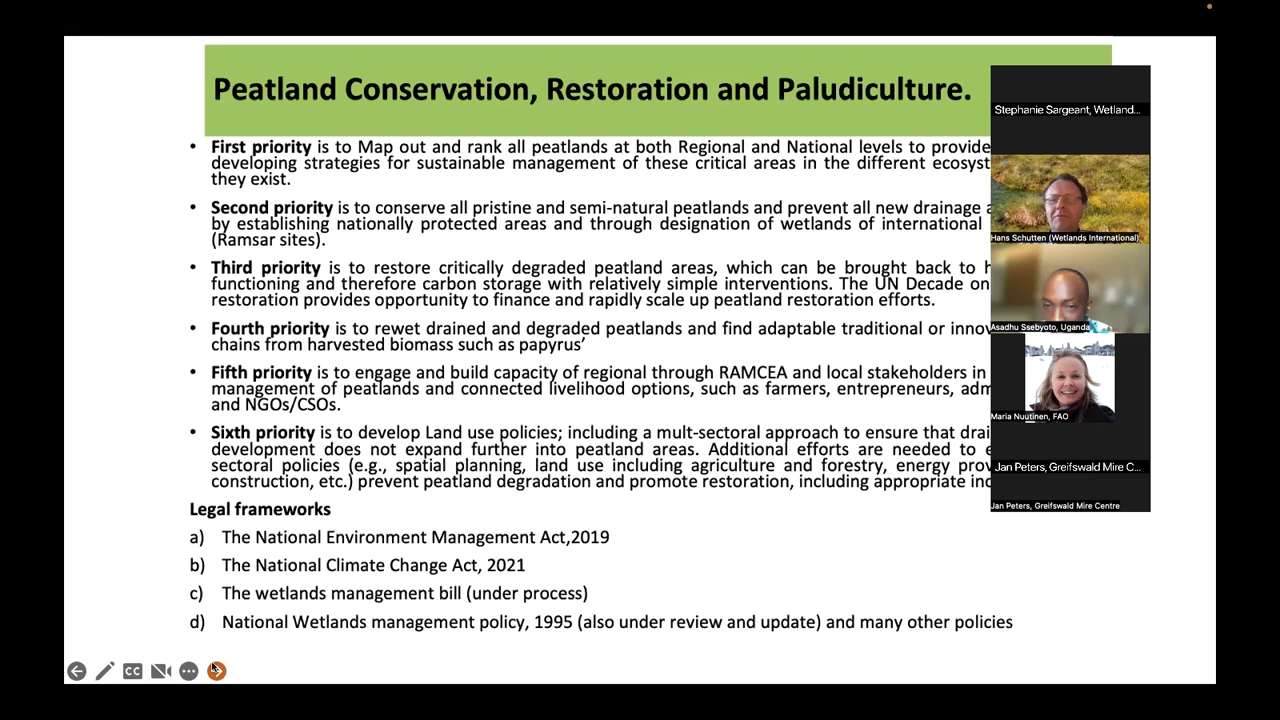 Peatland Conservation, Restoration and Paludiculture.
• First priority is to Map out and rank all peatlands at both Regional and National levels to provide
developing strategies for sustainable management of these critical areas in the different ecosyst
they exist.
• Second priority is to conserve all pristine and semi-natural peatlands and prevent all new drainage a
by establishing nationally protected areas and through designation of wetlands of international
(Ramsar sites).
• Third priority is to restore critically degraded peatland areas, which can be brought back to h
functioning and therefore carbon storage with relatively simple interventions. The UN Decade on
restoration provides opportunity to finance and rapidly scale up peatland restoration efforts.
• Fourth priority is to rewet drained and degraded peatlands and find adaptable traditional or innov
chains from harvested biomass such as papyrus’
• Fifth priority is to engage and build capacity of regional through RAMCEA and local stakeholders in
management of peatlands and connected livelihood options, such as farmers, entrepreneurs, adm
and NGOs/CSOs.
• Sixth priority is to develop Land use policies; including a mult-sectoral approach to ensure that drai
development does not expand further into peatland areas. Additional efforts are needed to e
sectoral policies (e.g., spatial planning, land use including agriculture and forestry, energy prov
construction, etc.) prevent peatland degradation and promote restoration, including appropriate inc
Legal frameworks
a) The National Environment Management Act,2019
b) The National Climate Change Act, 2021
c) The wetlands management bill (under process)
d) National Wetlands management policy, 1995 (also under review and update) and many other policies
Stephanie Sargeant, Wetland...
Hans Schutten (Wetlands International)
Asadhu Ssebyoto, Uganda
Maria Nuutinen, FAO
Jan Peters, Greifswald Mire C...
Jan Peters, Greifswald Mire Centre
CC